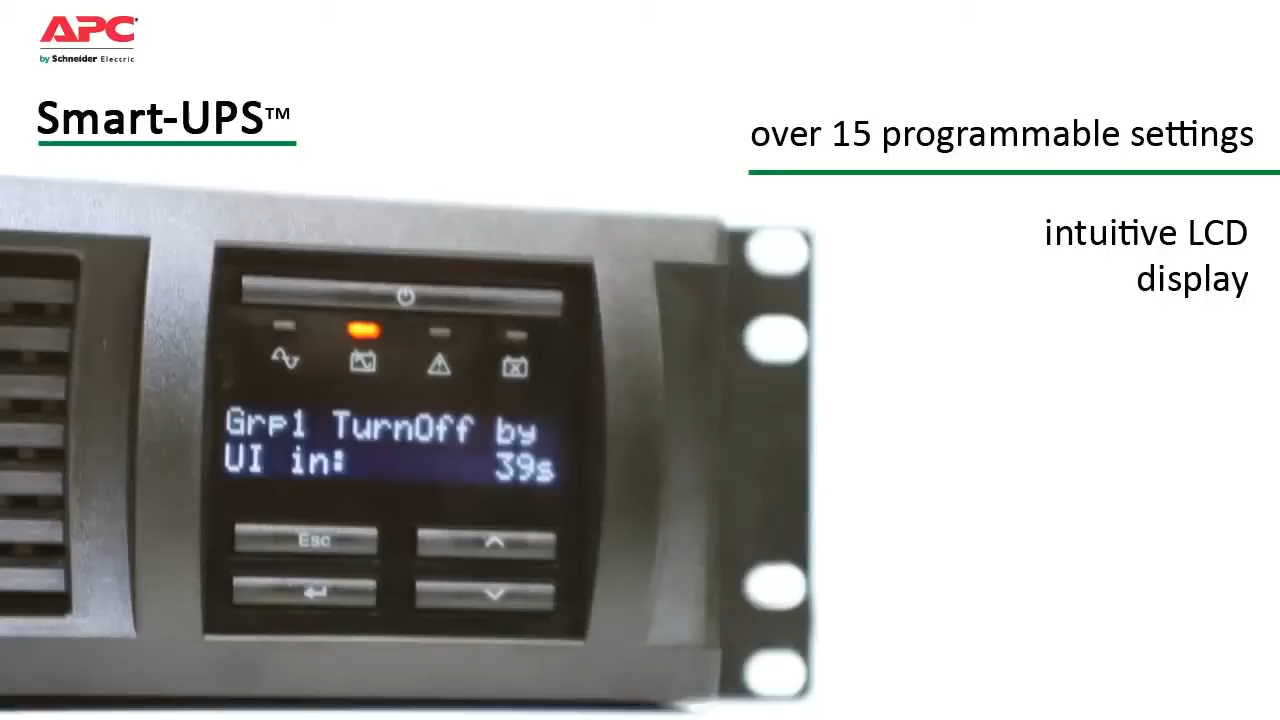 APC
by Schneider Electric
Smart-UPS™
over 15 programmable settings
intuitive LCD
display
Grp1 TurnOff by
UI in: 39s
Esc